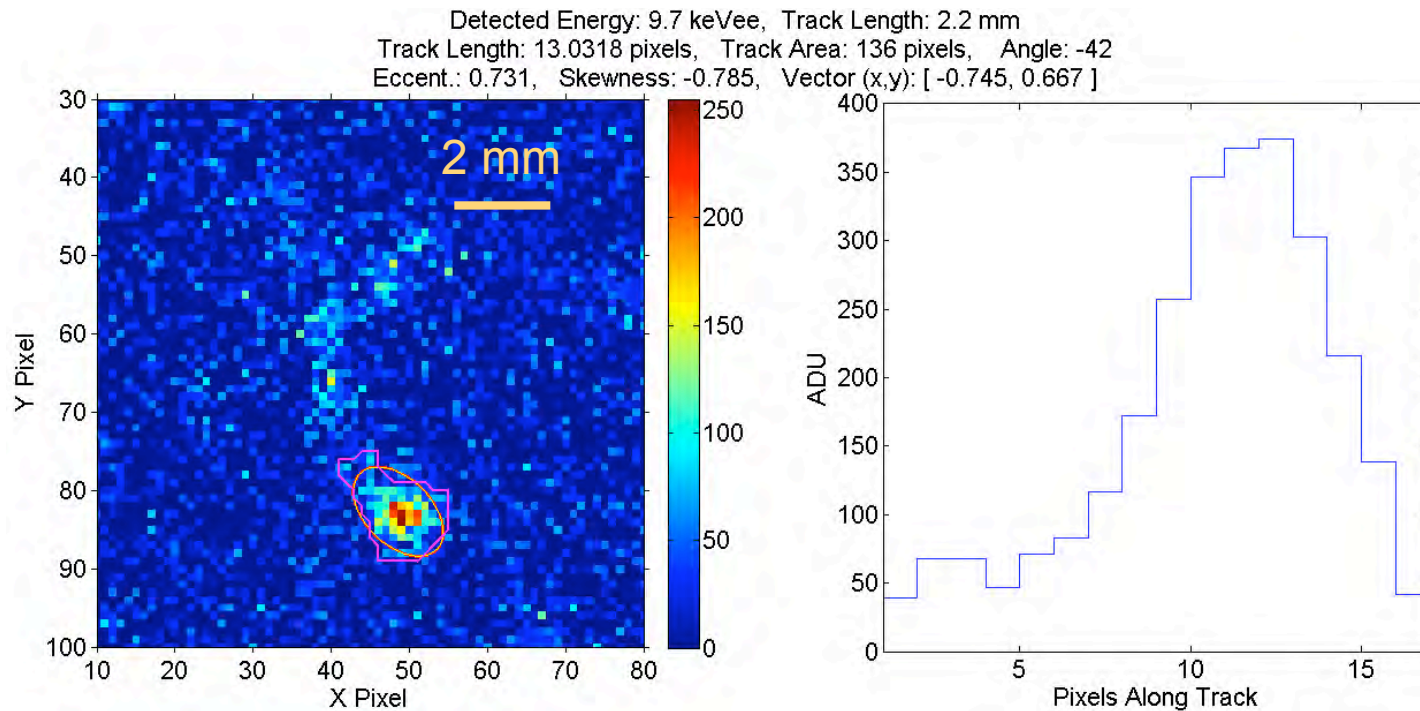 Detected Energy: 9.7 keVee,  Track Length: 2.2 mm
Track Length: 13.0318 pixels,   Track Area: 136 pixels,    Angle: -42
Eccent.: 0.731,   Skewness: -0.785,   Vector (x,y): [ -0.745, 0.667 ]
2 mm
Y Pixel
30
40
50
60
70
80
90
100
10 20 30 40 50 60 70 80
X Pixel
250
200
150
100
50
0
ADU
400
350
300
250
200
150
100
50
0
5 10 15
Pixels Along Track